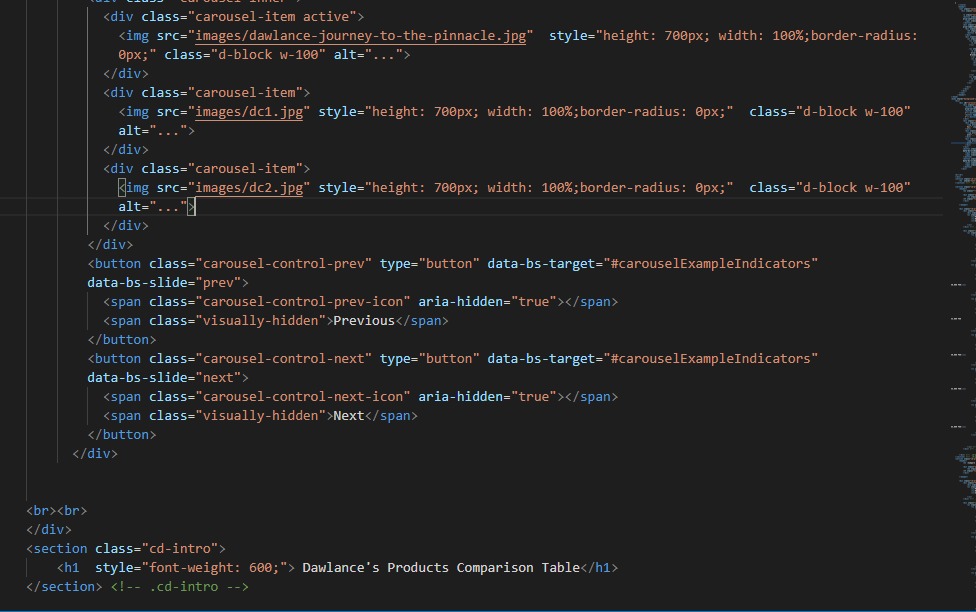 <div class="carousel-inner">
<div class="carousel-item active">
<img src="images/dawlance-journey-to-the-pinnacle.jpg"  style="height: 700px; width: 100%;border-radius:
0px;" class="d-block w-100" alt="...">
</div>
<div class="carousel-item">
<img src="images/dc1.jpg" style="height: 700px; width: 100%;border-radius: 0px;"  class="d-block w-100"
alt="...">
</div>
<div class="carousel-item">
<img src="images/dc2.jpg" style="height: 700px; width: 100%;border-radius: 0px;"  class="d-block w-100"
alt="...">
</div>
</div>
<button class="carousel-control-prev" type="button" data-bs-target="#carouselExampleIndicators"
data-bs-slide="prev">
<span class="carousel-control-prev-icon" aria-hidden="true"></span>
<span class="visually-hidden">Previous</span>
</button>
<button class="carousel-control-next" type="button" data-bs-target="#carouselExampleIndicators"
data-bs-slide="next">
<span class="carousel-control-next-icon" aria-hidden="true"></span>
<span class="visually-hidden">Next</span>
</button>
</div>
<br><br>
</div>
<section class="cd-intro">
<h1  style="font-weight: 600;"> Dawlance's Products Comparison Table</h1>
</section> <!-- .cd-intro -->